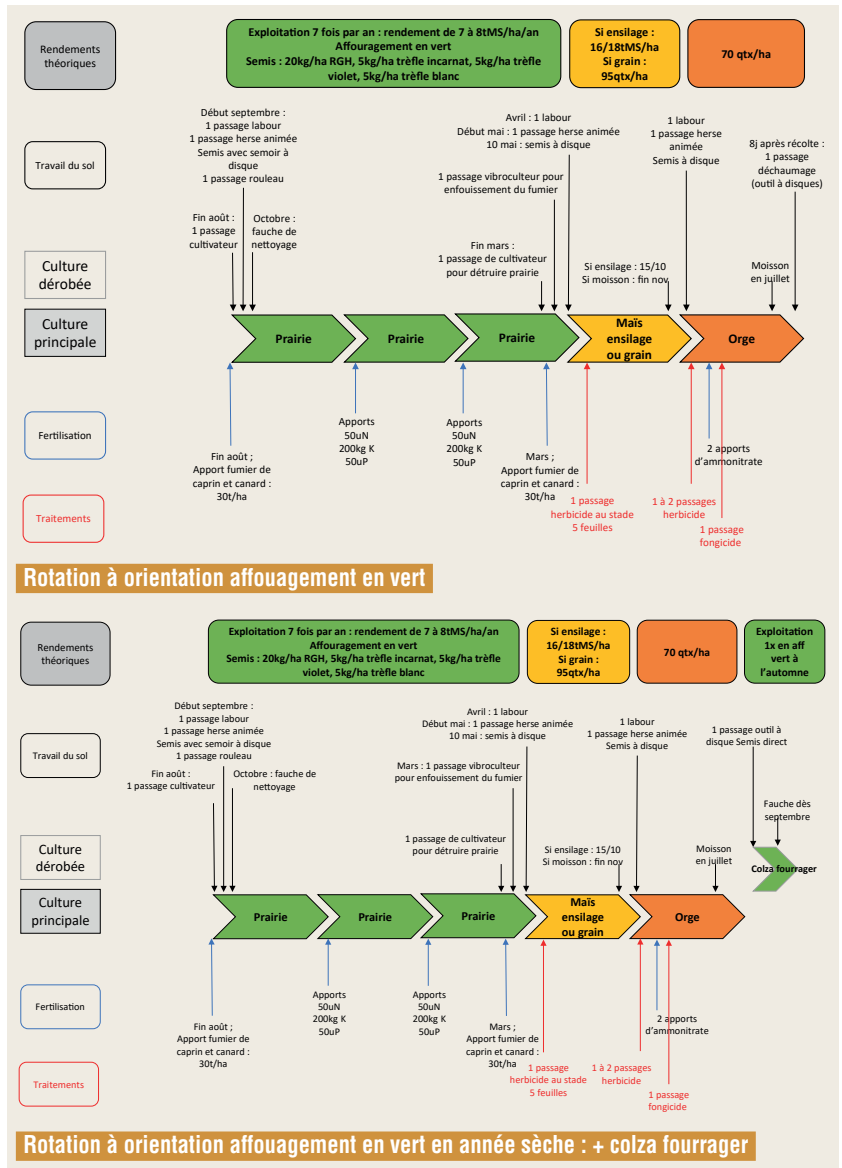 Rendements
théoriques
Exploitation 7 fois par an : rendement de 7 à 8tMS/ha/an
Affouragement en vert
Semis : 20kg/ha RGH, 5kg/ha trèfle incarnat, 5kg/ha trèfle
violet, 5kg/ha trèfle blanc
Si ensilage :
16/18tMS/ha
Si grain :
95qtx/ha
70 qtx/ha
Travail du sol
Début septembre :
1 passage labour
1 passage herse animée
Semis avec semoir à
disque
1 passage rouleau
Fin août :
1 passage
cultivateur
Octobre :
fauche de
nettoyage
Avril : 1 labour
Début mai : 1 passage herse animée
10 mai : semis à disque
1 passage vibroculteur pour
enfouissement du fumier
Fin mars :
1 passage de cultivateur
pour détruire prairie
Si ensilage : 15/10
Si moisson : fin nov
1 labour
1 passage herse
animée
Semis à disque
8j après récolte :
1 passage
déchaumage
(outil à disques)
Moisson
en juillet
Culture
dérobée
Culture
principale
Prairie
Prairie
Prairie
Maïs
ensilage
ou grain
Orge
Fertilisation
Fin août ;
Apport fumier de
caprin et canard :
30t/ha
Apports
50uN
200kg K
50uP
Apports
50uN
200kg K
50uP
Mars ;
Apport fumier de
caprin et canard :
30t/ha
2 apports
d'ammonitrate
Traitements
1 passage
herbicide au stade
5 feuilles
1 à 2 passages
herbicide
1 passage
fongicide
Rotation à orientation affouagement en vert
Rendements
théoriques
Exploitation 7 fois par an : rendement de 7 à 8tMS/ha/an
Affouragement en vert
Semis : 20kg/ha RGH, 5kg/ha trèfle incarnat, 5kg/ha trèfle
violet, 5kg/ha trèfle blanc
Si ensilage :
16/18tMS/ha
Si grain :
95qtx/ha
70 qtx/ha
Exploitation
1x en aff
vert à
l'automne
Travail du sol
Début septembre :
1 passage labour
1 passage herse animée
Semis avec semoir à disque
1 passage rouleau
Fin août :
1 passage cultivateur
Octobre : fauche de
nettoyage
Avril : 1 labour
Début mai : 1 passage herse animée
10 mai : semis à disque
Mars : 1 passage vibroculteur
pour enfouissement du fumier
1 passage de cultivateur
pour détruire prairie
Si ensilage : 15/10
Si moisson : fin nov
1 labour
1 passage herse animée
Semis à disque
Moisson
en juillet
1 passage outil à
disque Semis direct
Fauche dès
septembre
Culture
dérobée
Colza fourrager
Culture
principale
Prairie
Prairie
Prairie
Maïs
ensilage
ou grain
Orge
Fertilisation
Fin août ;
Apport fumier de
caprin et canard :
30t/ha
Apports
50uN
200kg K
50uP
Apports
50uN
200kg K
50uP
Mars ;
Apport fumier de
caprin et canard :
30t/ha
2 apports
d'ammonitrate
Traitements
1 passage
herbicide au stade
5 feuilles
1 à 2 passages
herbicide
1 passage
fongicide
Rotation à orientation affouagement en vert en année sèche : + colza fourrager